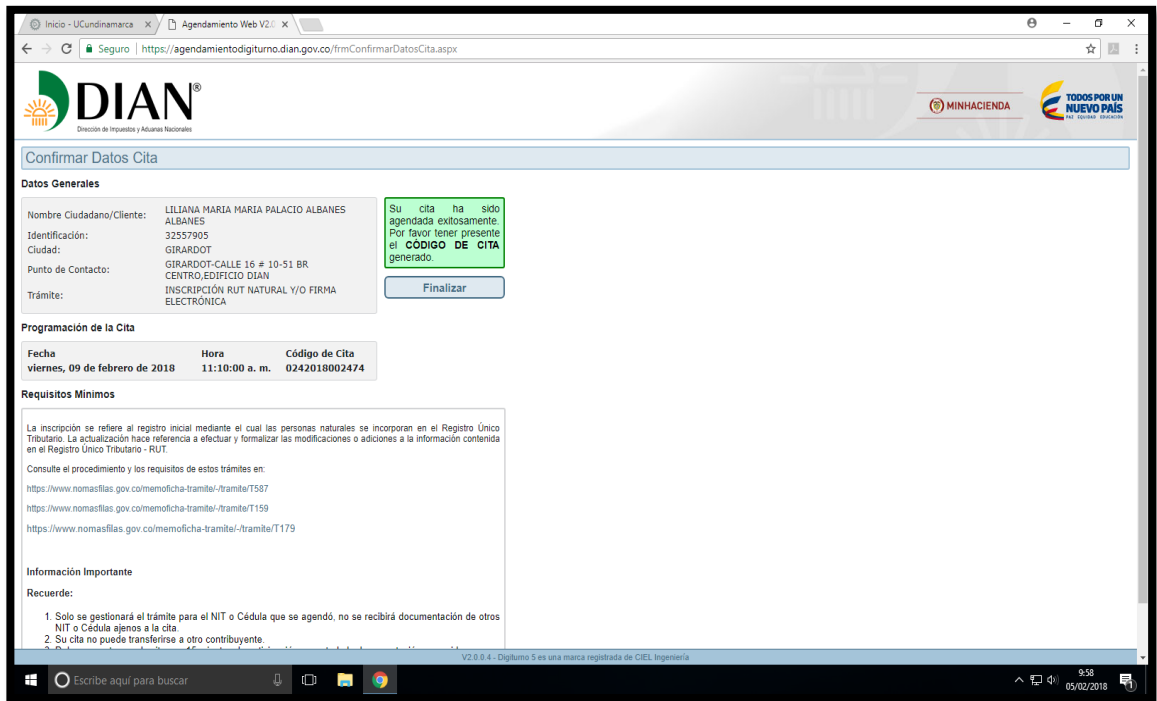 Inicio - UCundinamarca
Agendamiento Web V2.0
Seguro | https://agendamientodigiturno.dian.gov.co/frmConfirmarDatosCita.aspx
DIAN®
Dirección de Impuestos y Aduanas Nacionales
MINHACIENDA
TODOS POR UN
NUEVO PAÍS
PAZ EQUIDAD EDUCACIÓN
Confirmar Datos Cita
Datos Generales
Nombre Ciudadano/Cliente: LILIANA MARIA MARIA PALACIO ALBANES
ALBANES
Identificación: 32557905
Ciudad: GIRARDOT
Punto de Contacto: GIRARDOT-CALLE 16 # 10-51 BR
CENTRO,EDIFICIO DIAN
Trámite: INSCRIPCIÓN RUT NATURAL Y/O FIRMA
ELECTRÓNICA
Su cita ha sido
agendada exitosamente.
Por favor tener presente
el CÓDIGO DE CITA
generado.
Finalizar
Programación de la Cita
Fecha Hora Código de Cita
viernes, 09 de febrero de 2018 11:10:00 a. m. 0242018002474
Requisitos Mínimos
La inscripción se refiere al registro inicial mediante el cual las personas naturales se incorporan en el Registro Único
Tributario. La actualización hace referencia a efectuar y formalizar las modificaciones o adiciones a la información contenida
en el Registro Único Tributario - RUT.
Consulte el procedimiento y los requisitos de estos trámites en:
https://www.nomasfilas.gov.co/memoficha-tramite/-/tramite/T587
https://www.nomasfilas.gov.co/memoficha-tramite/-/tramite/T159
https://www.nomasfilas.gov.co/memoficha-tramite/-/tramite/T179
Información Importante
Recuerde:
1. Solo se gestionará el trámite para el NIT o Cédula que se agendó, no se recibirá documentación de otros
NIT o Cédula ajenos a la cita.
2. Su cita no puede transferirse a otro contribuyente.
V2.0.0.4 - Digiturno 5 es una marca registrada de CIEL Ingeniería
Escribe aquí para buscar
9:58
05/02/2018